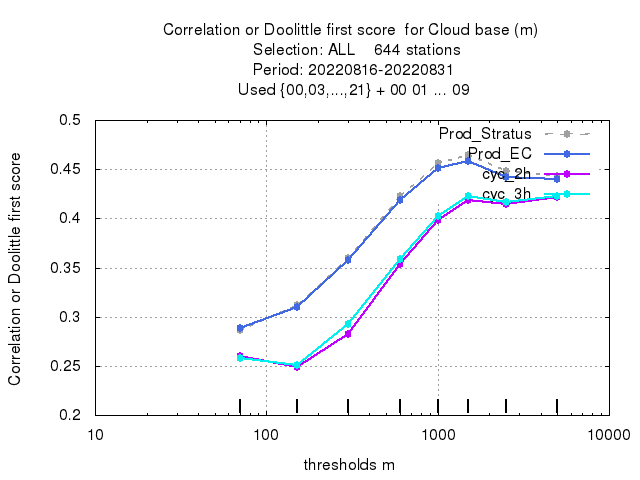 Correlation or Doolittle first score  for Cloud base (m)
Selection: ALL    644 stations
Period: 20220816-20220831
Used {00,03,...,21} + 00 01 ... 09
Correlation or Doolittle first score
0.5
0.45
0.4
0.35
0.3
0.25
0.2
Prod_Stratus
Prod_EC
cyc_2h
cyc_3h
10
100
1000
10000
thresholds m